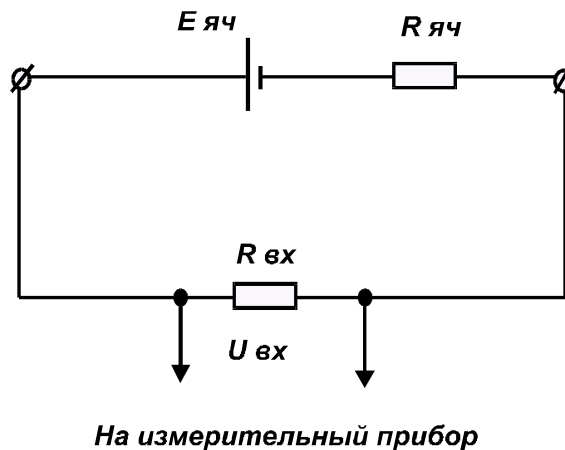 E яч
R яч
R вх
U вх
На измерительный прибор